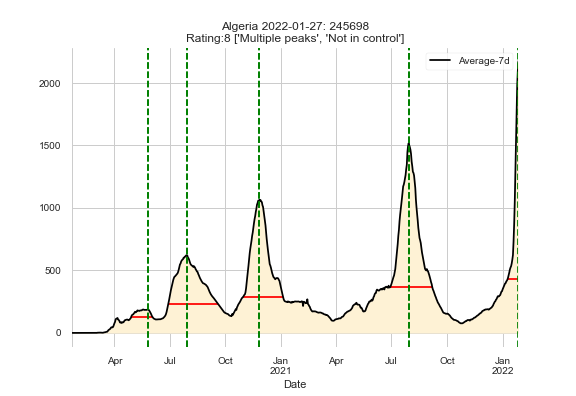 Algeria 2022-01-27: 245698
Rating:8 ['Multiple peaks', 'Not in control']
Average-7d
2000
1500
1000
500
0
Apr Jul Oct Jan Apr Jul Oct Jan
2021 2022
Date